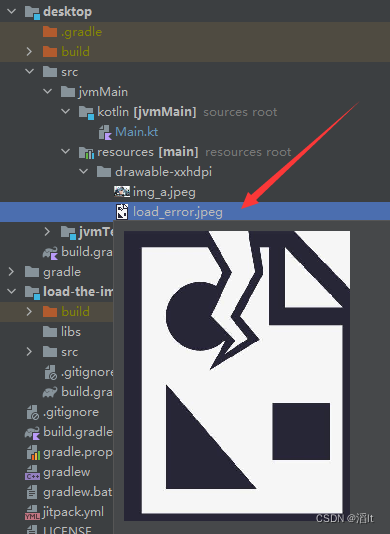 desktop
.gradle
build
src
jvmMain
kotlin [jvmMain] sources root
Main.kt
resources [main] resources root
drawable-xxhdpi
img_a.jpeg
load_error.jpeg
jvmTe
build.gra
gradle
load-the-im
build
libs
src
.gitignore
build.gra
.gitignore
build.gradle
gradle.prop
gradlew
gradlew.bat
jitpack.yml
LICENSE
CSDN @滔lt